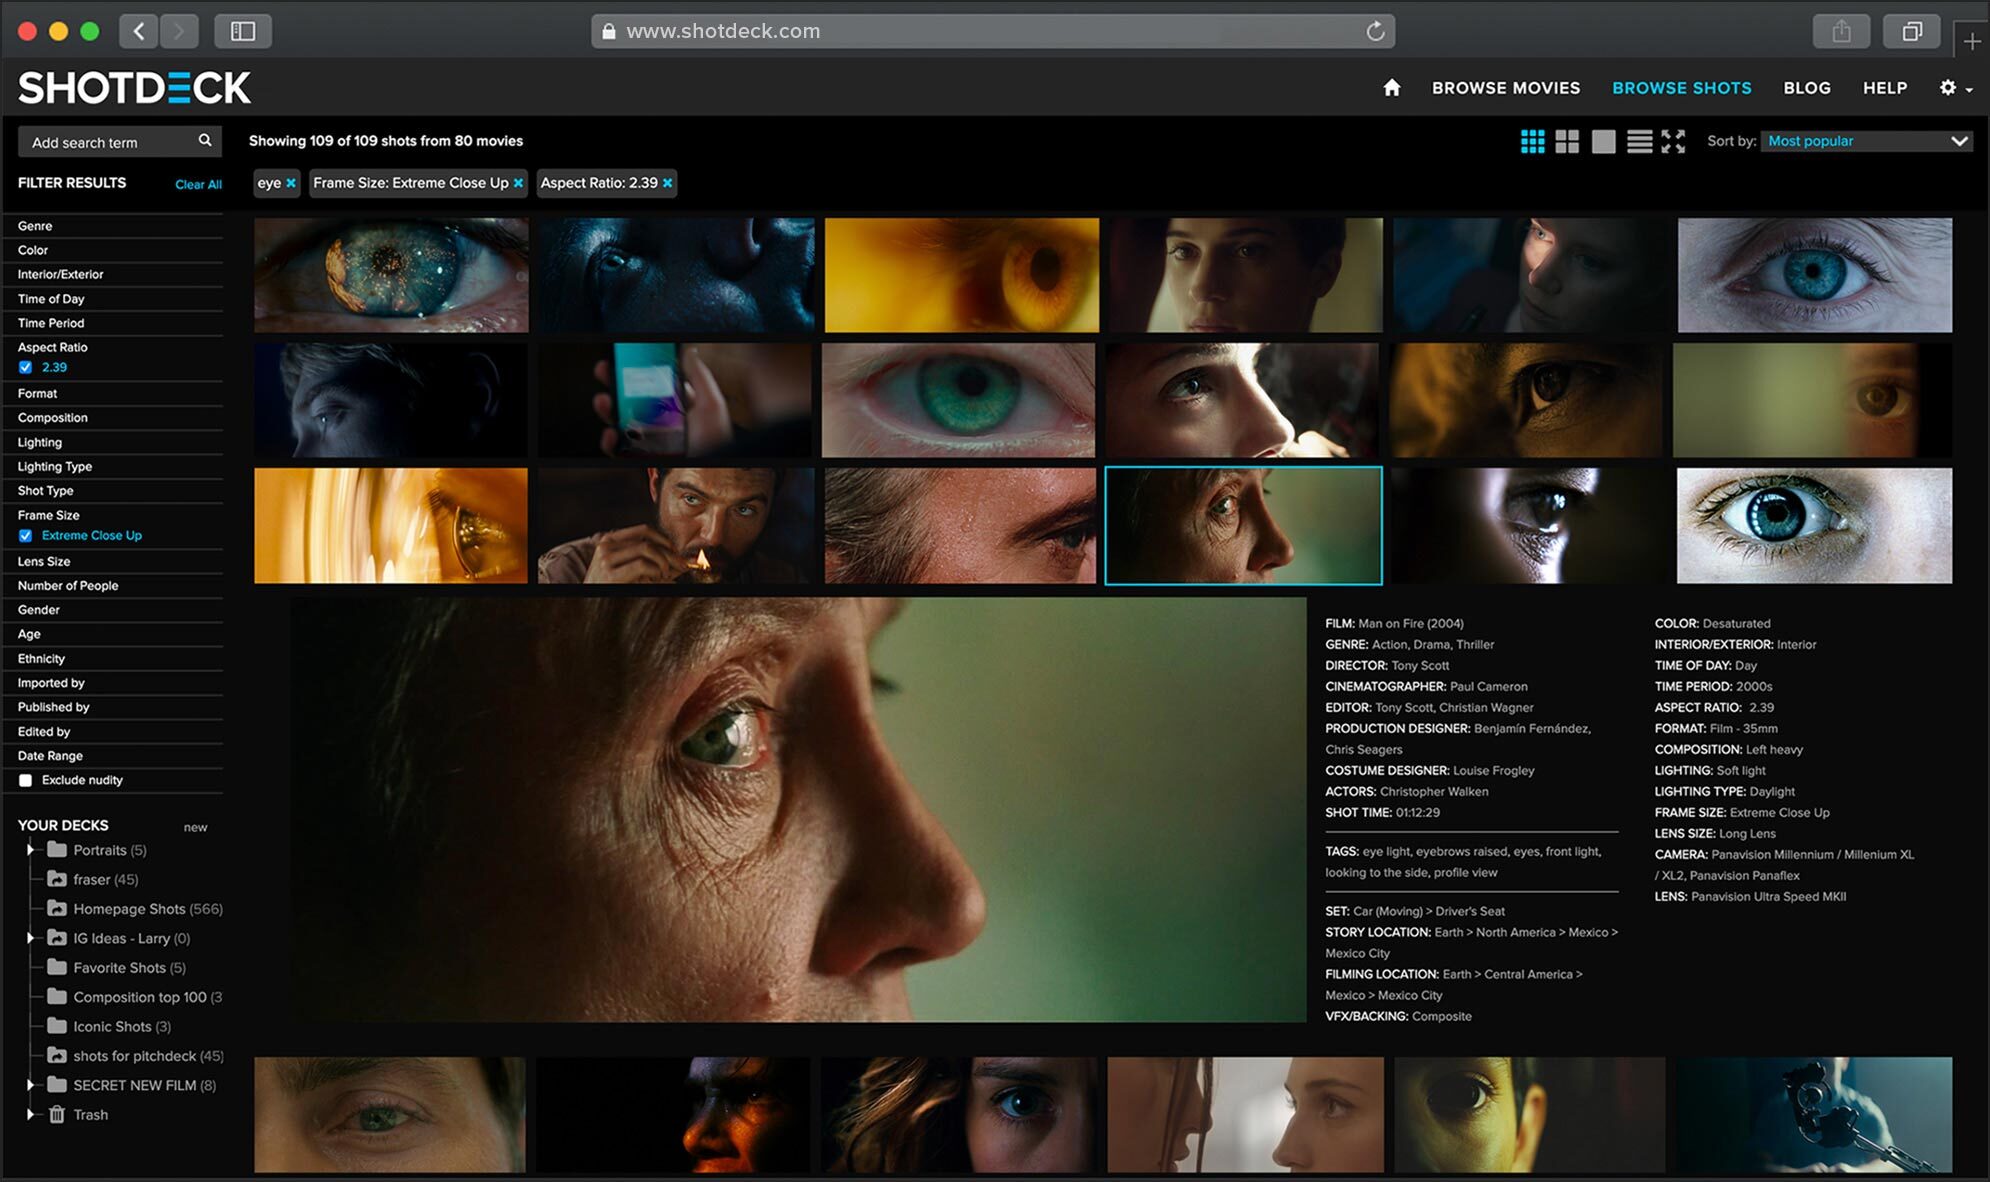 www.shotdeck.com
SHOTDECK
BROWSE MOVIES
BROWSE SHOTS
BLOG
HELP
Add search term
Showing 109 of 109 shots from 80 movies
Sort by:
Most popular
FILTER RESULTS
Clear All
eye
Frame Size: Extreme Close Up
Aspect Ratio: 2.39
Genre
Color
Interior/Exterior
Time of Day
Time Period
Aspect Ratio
2.39
Format
Composition
Lighting
Lighting Type
Shot Type
Frame Size
Extreme Close Up
Lens Size
Number of People
Gender
Age
Ethnicity
Imported by
Published by
Edited by
Date Range
Exclude nudity
YOUR DECKS
new
Portraits (5)
fraser (45)
Homepage Shots (566)
IG Ideas - Larry (0)
Favorite Shots (5)
Composition top 100 (3
Iconic Shots (3)
shots for pitchdeck (45)
SECRET NEW FILM (8)
Trash
FILM: Man on Fire (2004)
GENRE: Action, Drama, Thriller
DIRECTOR: Tony Scott
CINEMATOGRAPHER: Paul Cameron
EDITOR: Tony Scott, Christian Wagner
PRODUCTION DESIGNER: Benjamín Fernández,
Chris Seagers
COSTUME DESIGNER: Louise Frogley
ACTORS: Christopher Walken
SHOT TIME: 01:12:29
TAGS: eye light, eyebrows raised, eyes, front light,
looking to the side, profile view
SET: Car (Moving) > Driver's Seat
STORY LOCATION: Earth > North America > Mexico >
Mexico City
FILMING LOCATION: Earth > Central America >
Mexico > Mexico City
VFX/BACKING: Composite
COLOR: Desaturated
INTERIOR/EXTERIOR: Interior
TIME OF DAY: Day
TIME PERIOD: 2000s
ASPECT RATIO: 2.39
FORMAT: Film - 35mm
COMPOSITION: Left heavy
LIGHTING: Soft light
LIGHTING TYPE: Daylight
FRAME SIZE: Extreme Close Up
LENS SIZE: Long Lens
CAMERA: Panavision Millennium / Millenium XL
/ XL2, Panavision Panaflex
LENS: Panavision Ultra Speed MKII